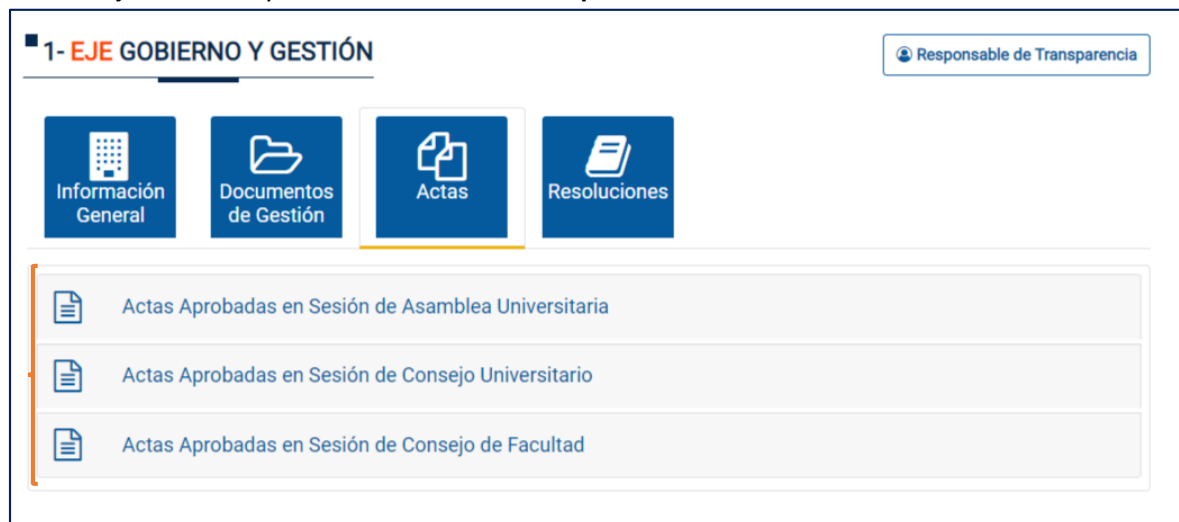 1- EJE GOBIERNO Y GESTIÓN
Responsable de Transparencia
Información
General
Documentos
de Gestión
Actas
Resoluciones
Actas Aprobadas en Sesión de Asamblea Universitaria
Actas Aprobadas en Sesión de Consejo Universitario
Actas Aprobadas en Sesión de Consejo de Facultad